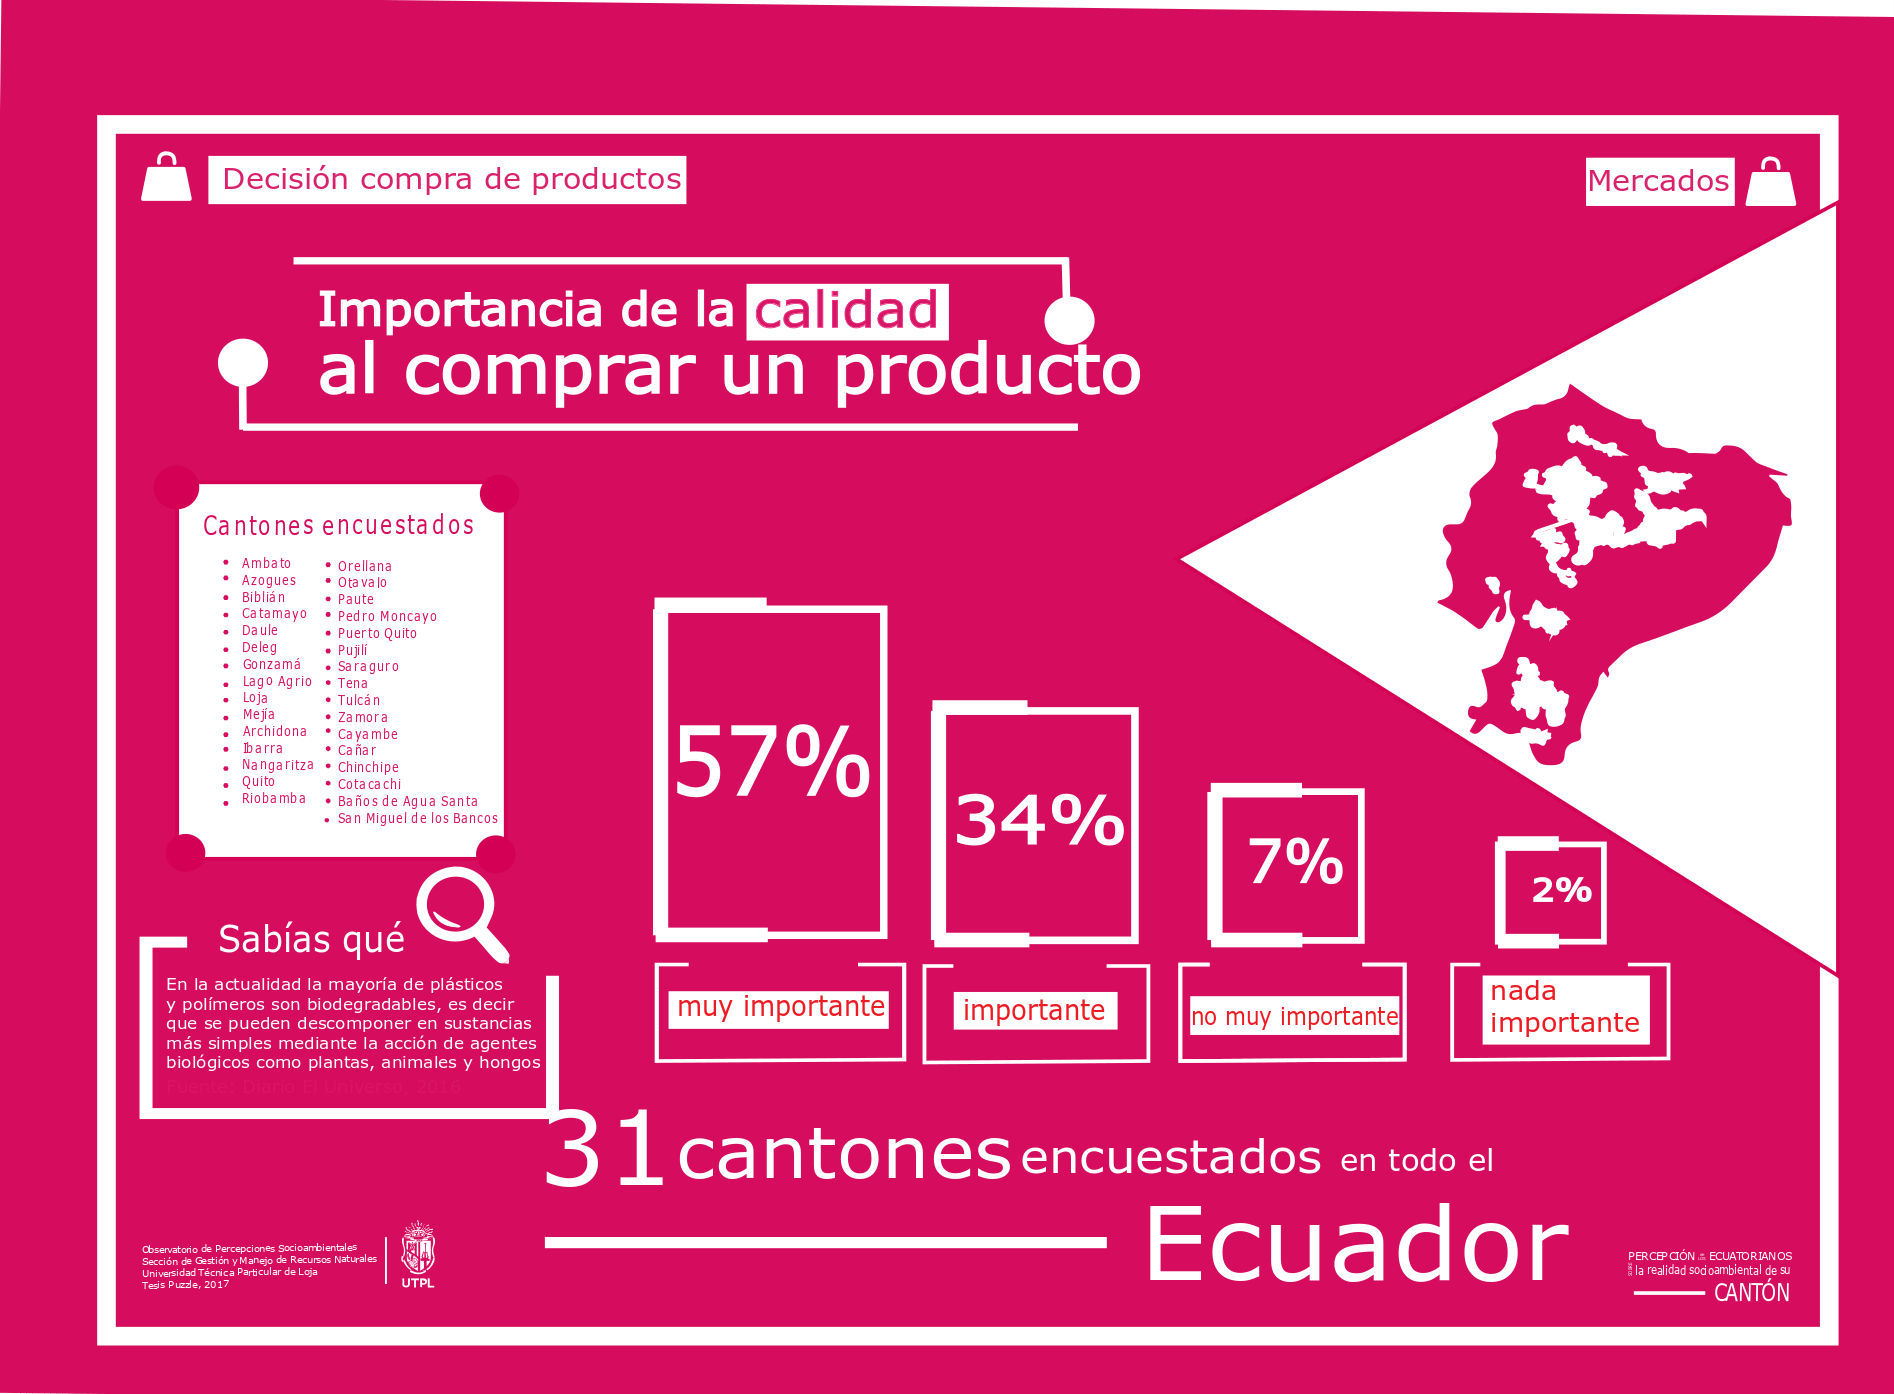 Decisión compra de productos
Mercados
Importancia de la calidad
al comprar un producto
Cantones encuestados
Ambato
Azogues
Biblián
Catamayo
Daule
Deleg
Gonzamá
Lago Agrio
Loja
Mejía
Archidona
Ibarra
Nangaritza
Quito
Riobamba
Orellana
Otavalo
Paute
Pedro Moncayo
Puerto Quito
Pujilí
Saraguro
Tena
Tulcán
Zamora
Cayambe
Cañar
Chinchipe
Cotacachi
Baños de Agua Santa
San Miguel de los Bancos
57%
34%
7%
2%
muy importante
importante
no muy importante
nada
importante
Sabías qué
En la actualidad la mayoría de plásticos
y polímeros son biodegradables, es decir
que se pueden descomponer en sustancias
más simples mediante la acción de agentes
biológicos como plantas, animales y hongos
Fuente: Diario El Universo, 2016
31 cantones encuestados en todo el
Ecuador
Observatorio de Percepciones Socioambientales
Sección de Gestión y Manejo de Recursos Naturales
Universidad Técnica Particular de Loja
Tesis Puzzle, 2017
UTPL
PERCEPCIÓN ECUATORIANOS
la realidad socioambiental de su
CANTÓN